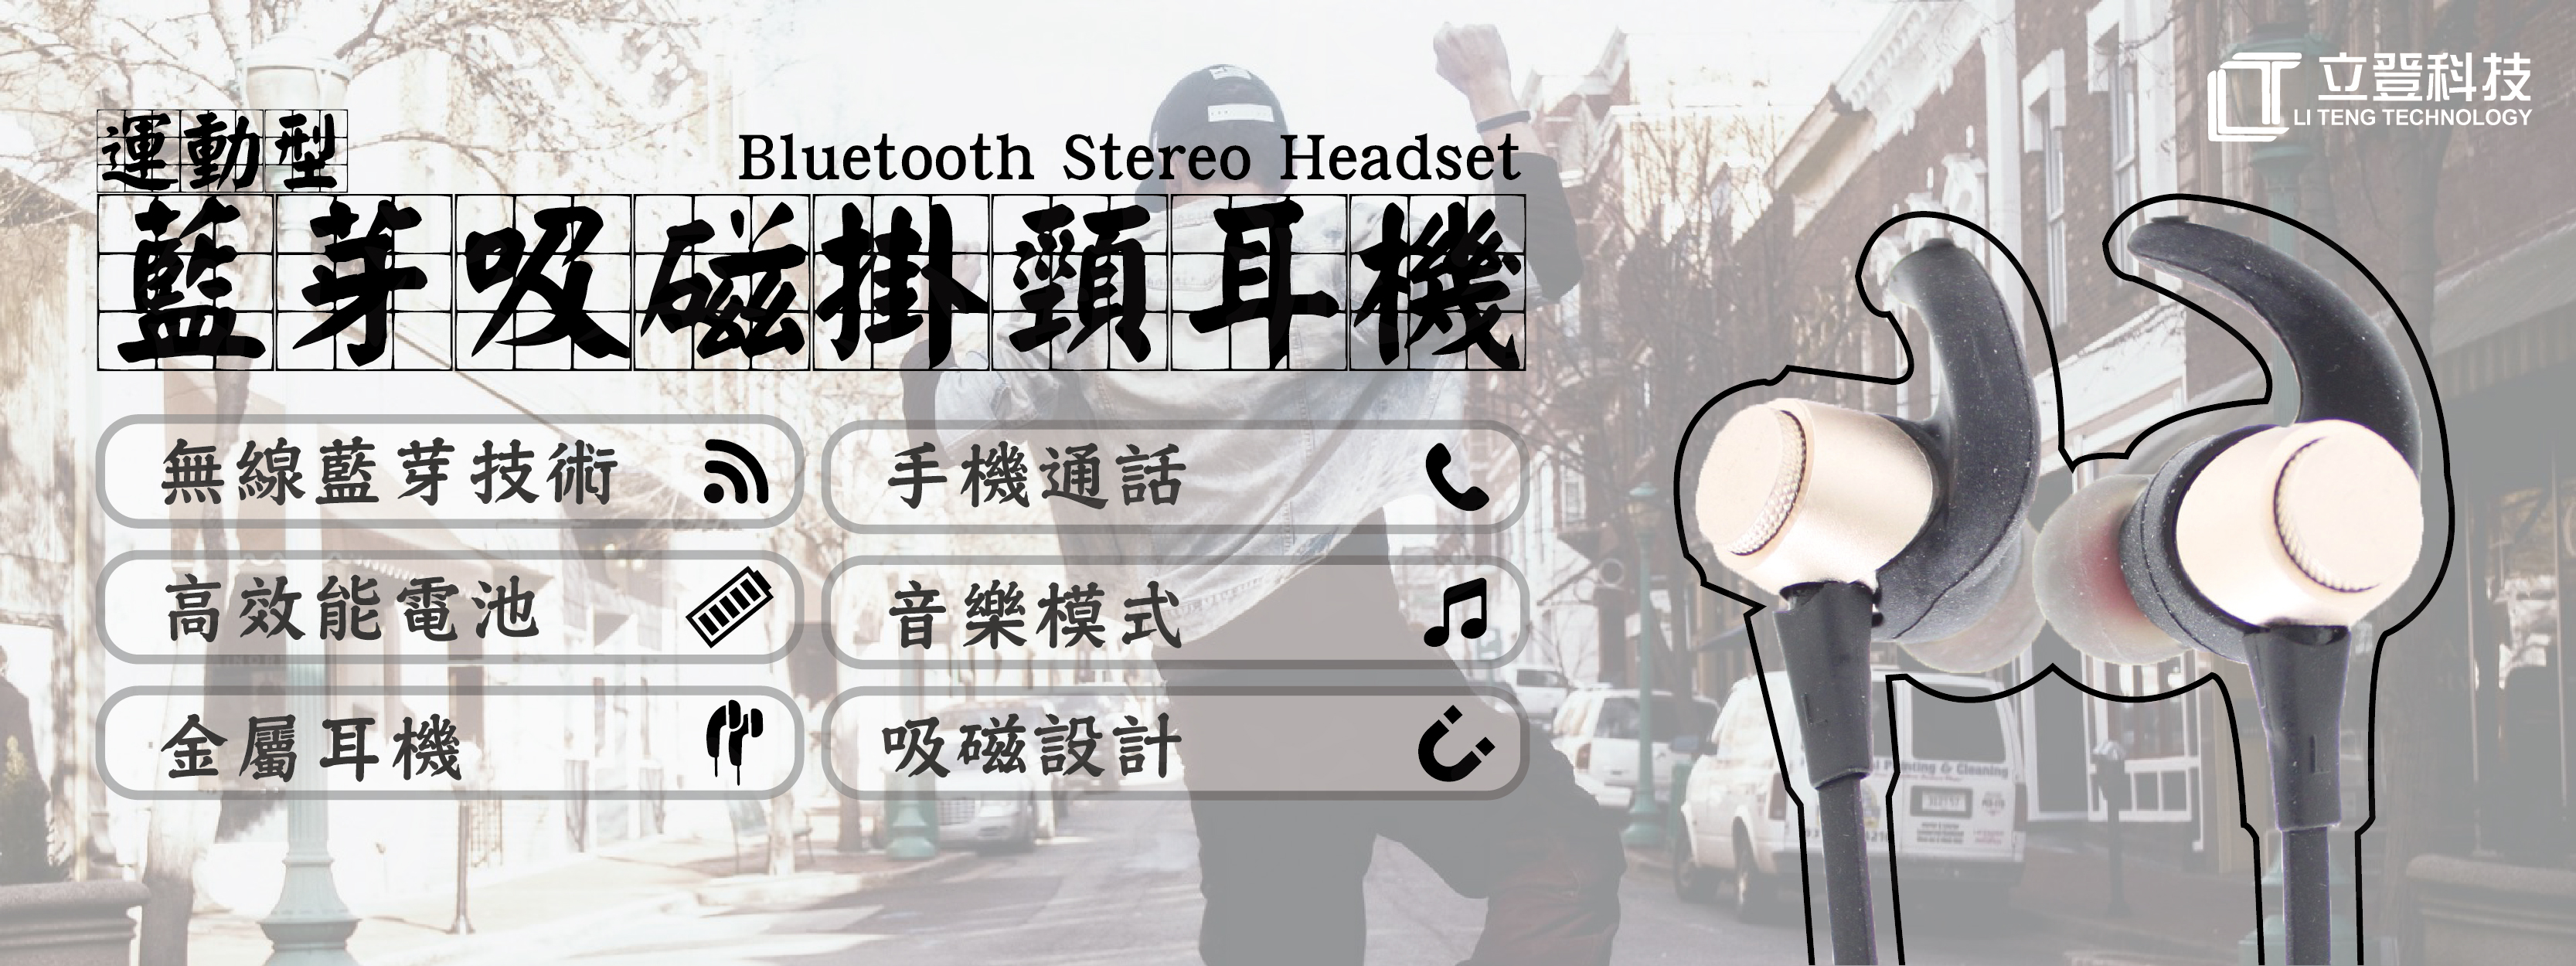 立登科技
LI TENG TECHNOLOGY
運動型
Bluetooth Stereo Headset
藍芽吸磁掛頸耳機
無線藍芽技術
手機通話
高效能電池
音樂模式
金屬耳機
吸磁設計
Painting & Cleaning